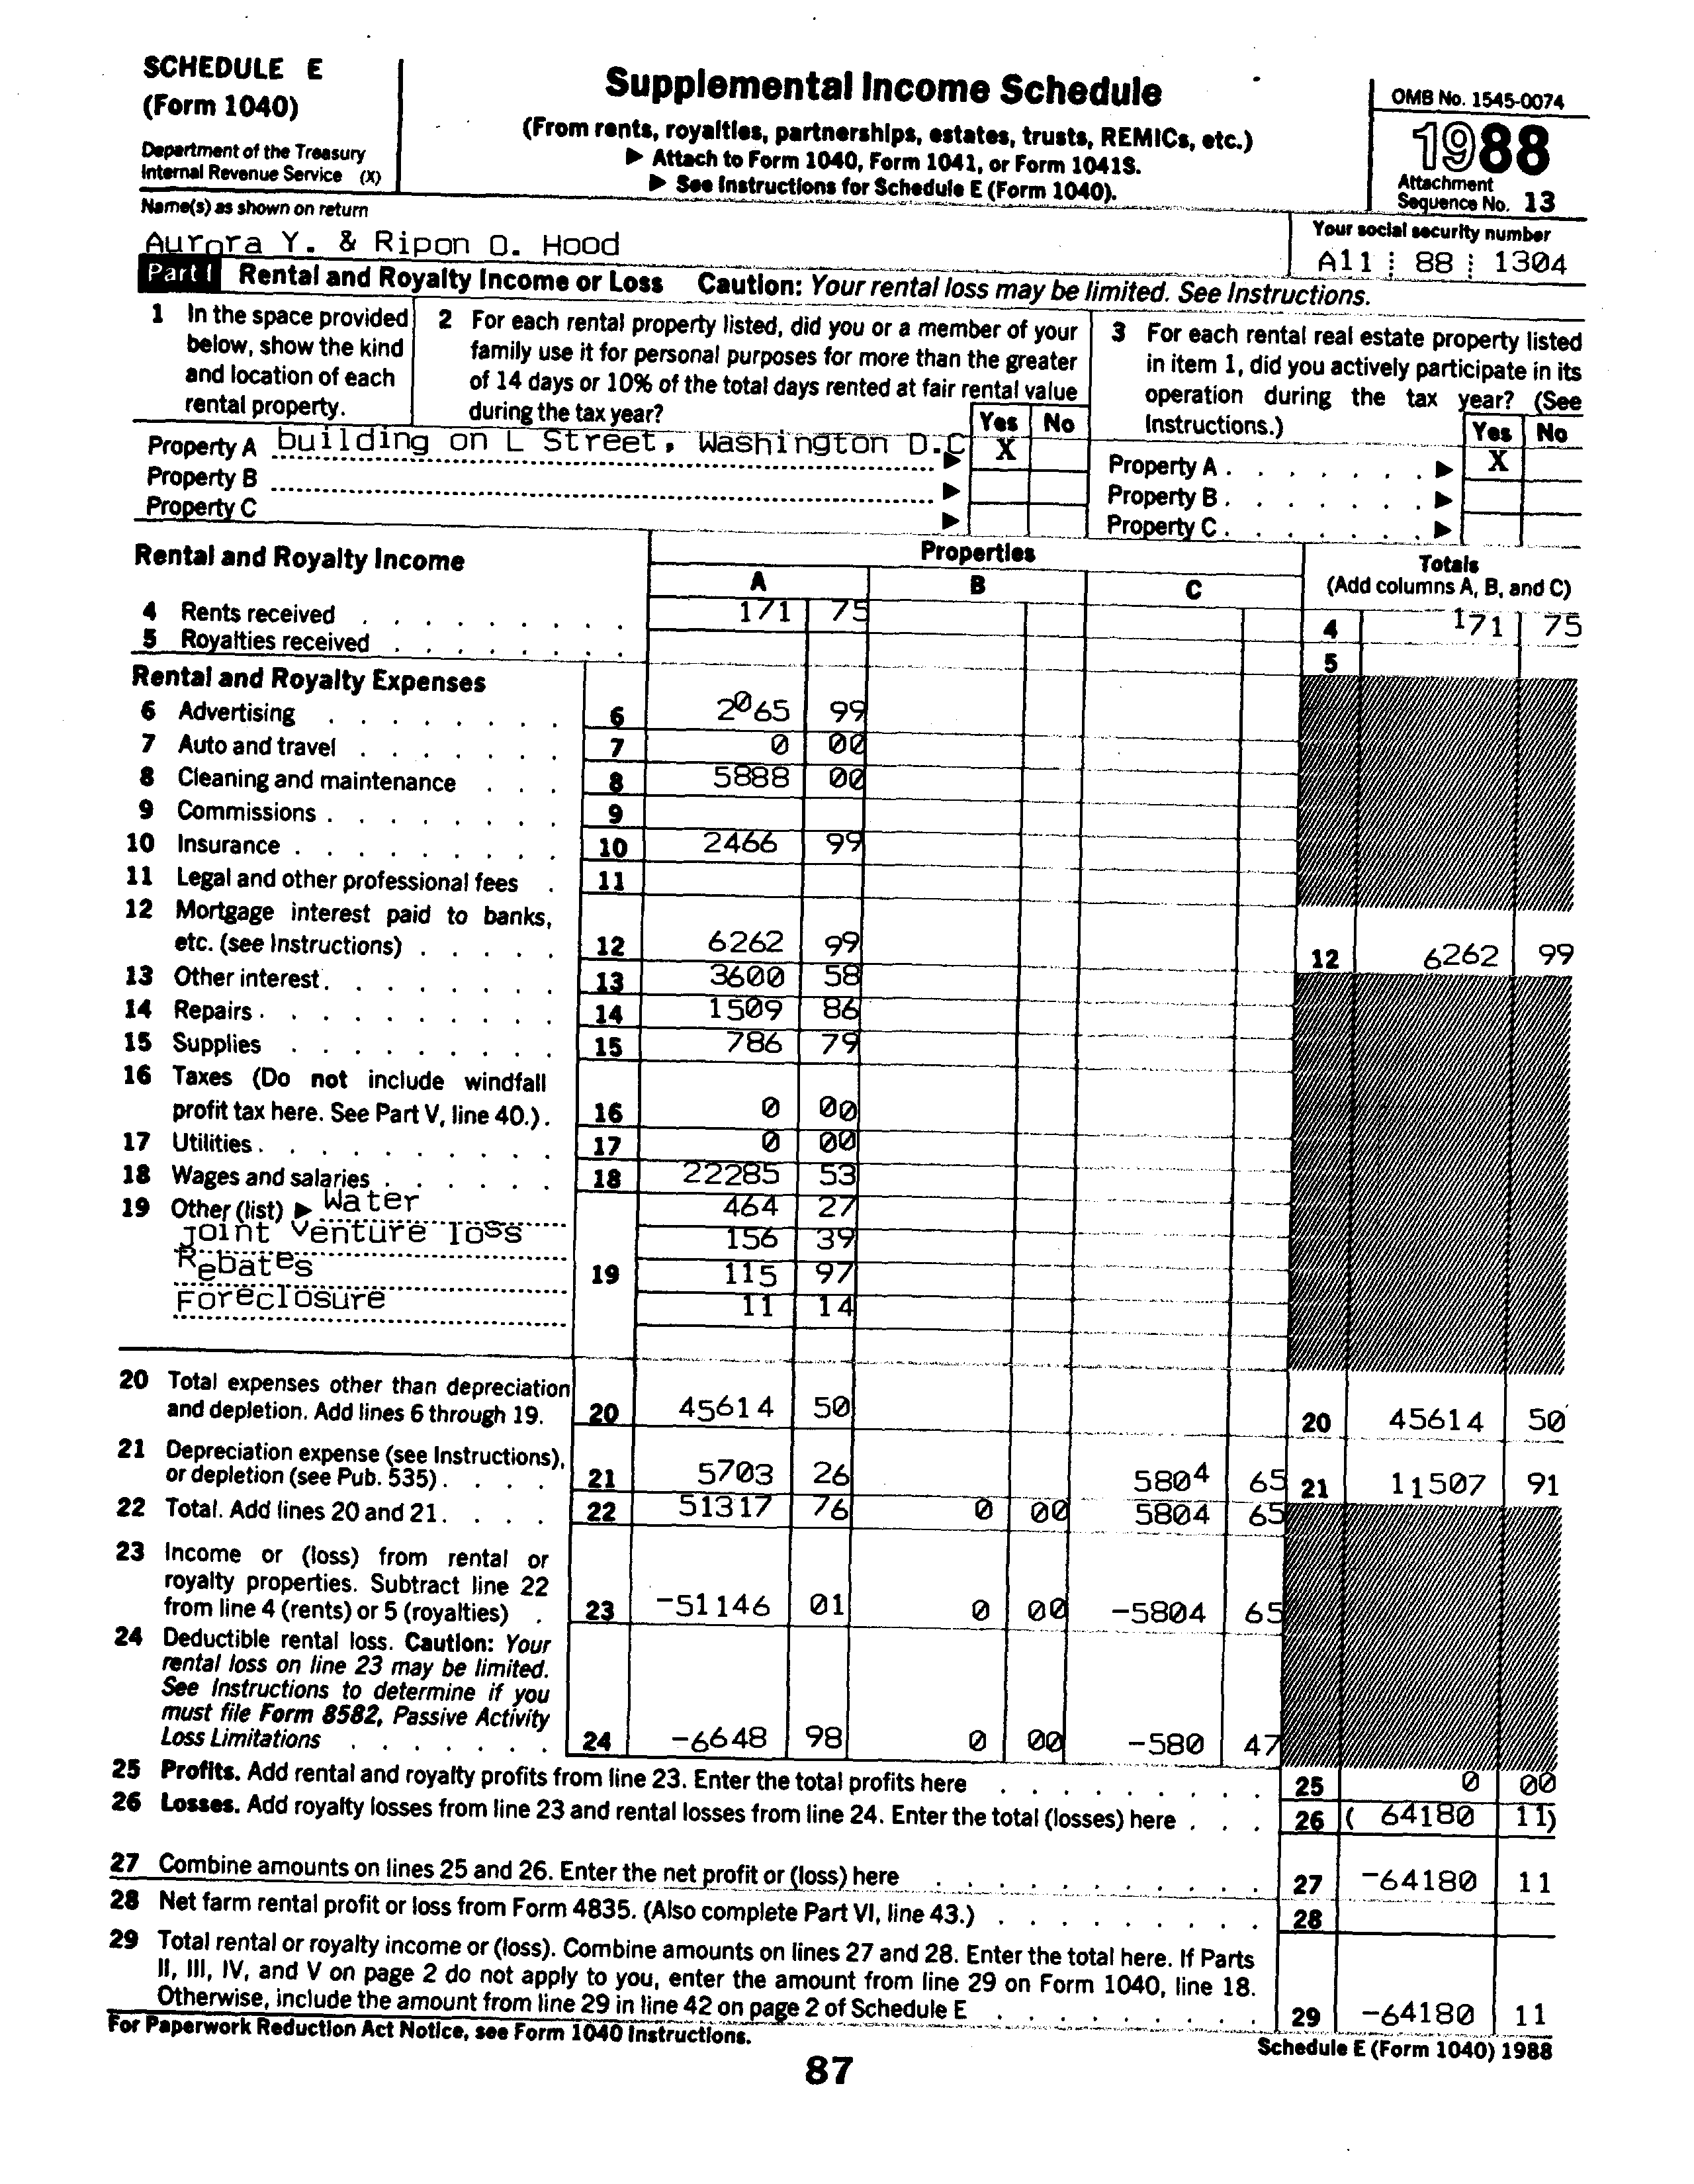 SCHEDULE E
(Form 1040)
Department of the Treasury
Internal Revenue Service (X)
Supplemental Income Schedule
(From rents, royalties, partnerships, estates, trusts, REMICs, etc.)
▶ Attach to Form 1040, Form 1041, or Form 1041S.
▶ See Instructions for Schedule E (Form 1040).
OMB No. 1545-0074
1988
Attachment
Sequence No. 13
Name(s) as shown on return
Aurora Y. & Ripon O. Hood
Your social security number
A11 88 1304
Part I Rental and Royalty Income or Loss Caution: Your rental loss may be limited. See Instructions.
1 In the space provided
below, show the kind
and location of each
rental property.
2 For each rental property listed, did you or a member of your
family use it for personal purposes for more than the greater
of 14 days or 10% of the total days rented at fair rental value
during the tax year?
Yes No
3 For each rental real estate property listed
in item 1, did you actively participate in its
operation during the tax year? (See
Instructions.)
Yes No
Property A building on L Street, Washington D.C ▶ X
Property B ▶
Property C ▶
Property A . . . . . . . ▶ X
Property B . . . . . . . ▶
Property C . . . . . . . ▶
Rental and Royalty Income
Properties
A B C
Totals
(Add columns A, B, and C)
4 Rents received 171 75 4 171 75
5 Royalties received 5
Rental and Royalty Expenses
6 Advertising 6 2065 99
7 Auto and travel 7 0 00
8 Cleaning and maintenance 8 5888 00
9 Commissions 9
10 Insurance 10 2466 99
11 Legal and other professional fees 11
12 Mortgage interest paid to banks,
etc. (see Instructions) 12 6262 99 12 6262 99
13 Other interest 13 3600 58
14 Repairs 14 1509 86
15 Supplies 15 786 79
16 Taxes (Do not include windfall
profit tax here. See Part V, line 40.) 16 0 00
17 Utilities 17 0 00
18 Wages and salaries 18 22285 53
19 Other (list) ▶ Water 464 27
Joint Venture loss 156 39
Rebates 19 115 97
Foreclosure 11 14
20 Total expenses other than depreciation
and depletion. Add lines 6 through 19. 20 45614 50 20 45614 50
21 Depreciation expense (see Instructions),
or depletion (see Pub. 535) 21 5703 26 5804 65 21 11507 91
22 Total. Add lines 20 and 21 22 51317 76 0 00 5804 65
23 Income or (loss) from rental or
royalty properties. Subtract line 22
from line 4 (rents) or 5 (royalties) 23 -51146 01 0 00 -5804 65
24 Deductible rental loss. Caution: Your
rental loss on line 23 may be limited.
See Instructions to determine if you
must file Form 8582, Passive Activity
Loss Limitations 24 -6648 98 0 00 -580 47
25 Profits. Add rental and royalty profits from line 23. Enter the total profits here 25 0 00
26 Losses. Add royalty losses from line 23 and rental losses from line 24. Enter the total (losses) here 26 ( 64180 11)
27 Combine amounts on lines 25 and 26. Enter the net profit or (loss) here 27 -64180 11
28 Net farm rental profit or loss from Form 4835. (Also complete Part VI, line 43.) 28
29 Total rental or royalty income or (loss). Combine amounts on lines 27 and 28. Enter the total here. If Parts
II, III, IV, and V on page 2 do not apply to you, enter the amount from line 29 on Form 1040, line 18.
Otherwise, include the amount from line 29 in line 42 on page 2 of Schedule E 29 -64180 11
For Paperwork Reduction Act Notice, see Form 1040 Instructions.
Schedule E (Form 1040) 1988
87